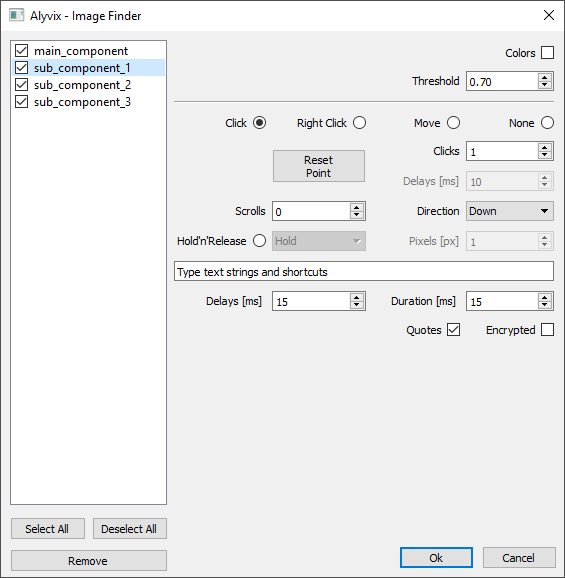 Alyvix - Image Finder
main_component
sub_component_1
sub_component_2
sub_component_3
Select All
Deselect All
Remove
Colors
Threshold 0.70
Click Right Click Move None
Reset
Point
Clicks 1
Delays [ms] 10
Scrolls 0 Direction Down
Hold'n'Release Hold Pixels [px] 1
Type text strings and shortcuts
Delays [ms] 15 Duration [ms] 15
Quotes Encrypted
Ok Cancel